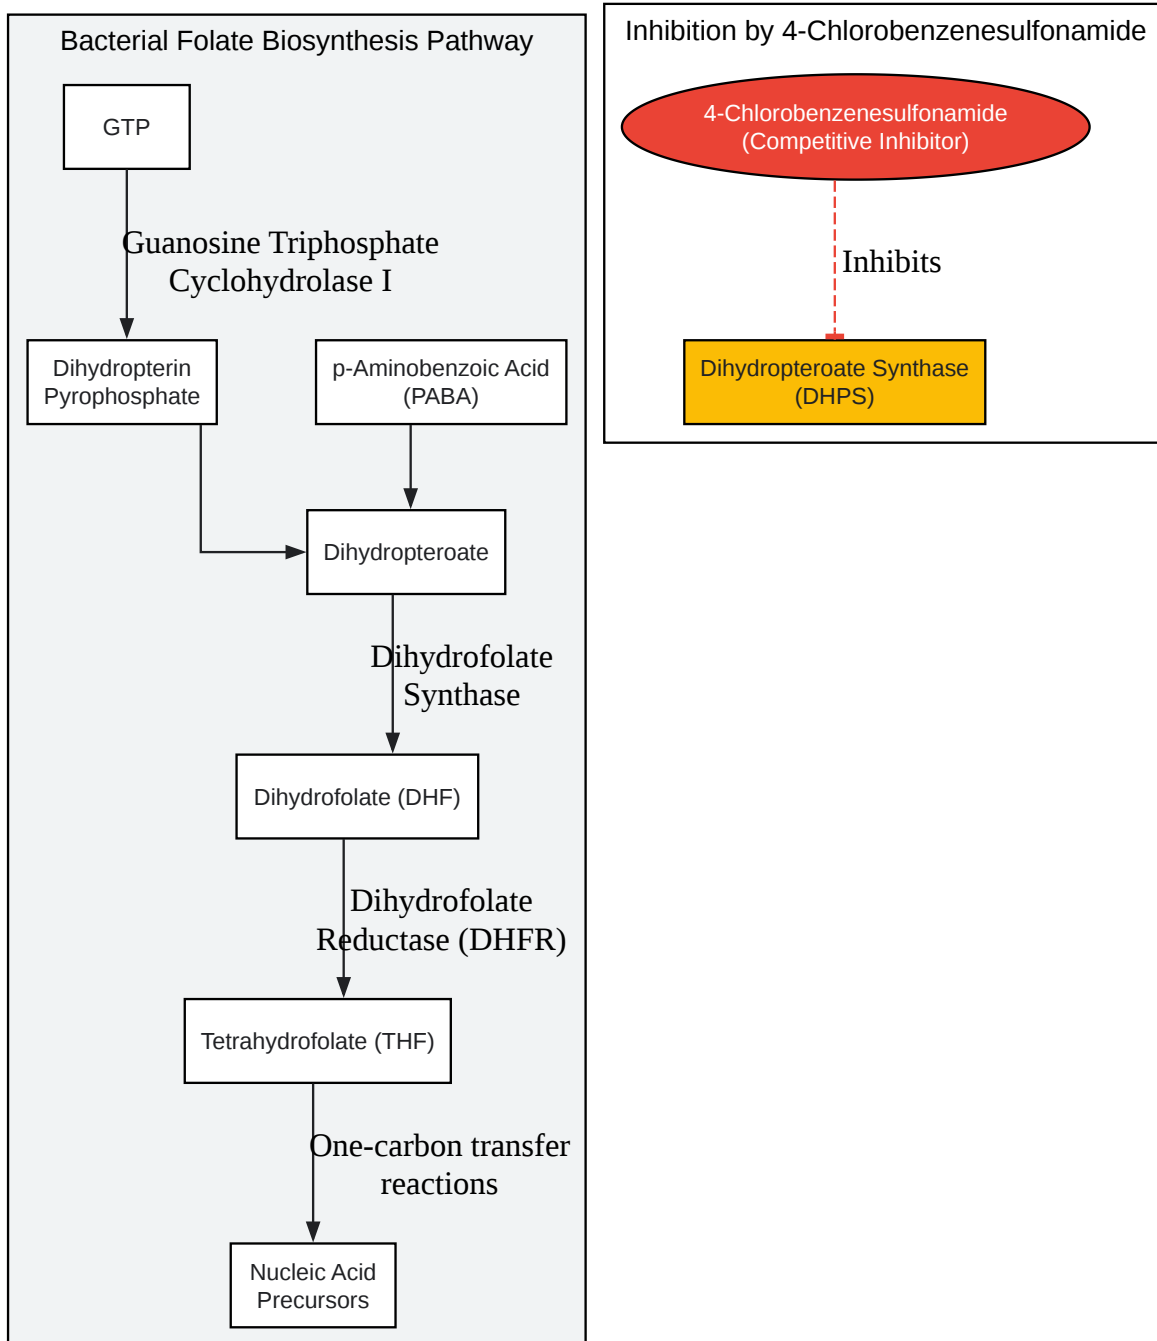 Bacterial Folate Biosynthesis Pathway
GTP
Guanosine Triphosphate
Cyclohydrolase I
Dihydropterin
Pyrophosphate
p-Aminobenzoic Acid
(PABA)
Dihydropteroate
Dihydrofolate
Synthase
Dihydrofolate (DHF)
Dihydrofolate
Reductase (DHFR)
Tetrahydrofolate (THF)
One-carbon transfer
reactions
Nucleic Acid
Precursors
Inhibition by 4-Chlorobenzenesulfonamide
4-Chlorobenzenesulfonamide
(Competitive Inhibitor)
Inhibits
Dihydropteroate Synthase
(DHPS)